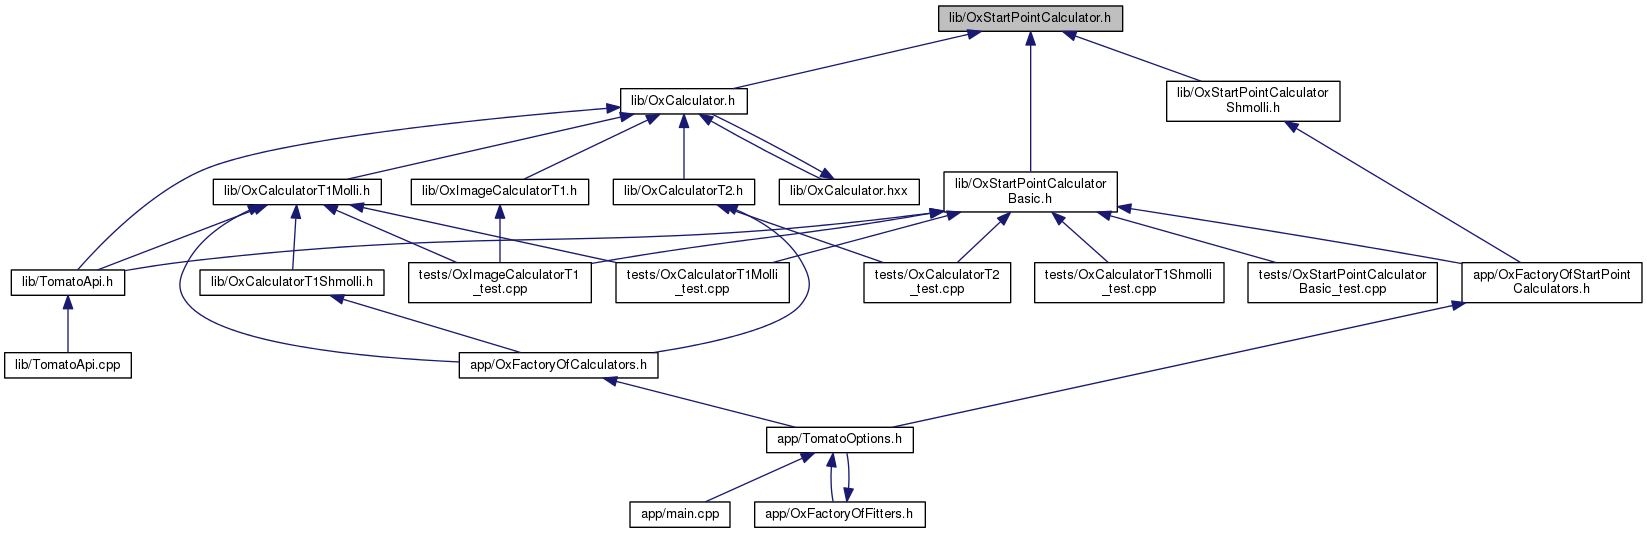 lib/OxStartPointCalculator.h
lib/OxCalculator.h
lib/OxStartPointCalculator
Shmolli.h
lib/OxCalculatorT1Molli.h
lib/OxImageCalculatorT1.h
lib/OxCalculatorT2.h
lib/OxCalculator.hxx
lib/OxStartPointCalculator
Basic.h
lib/TomatoApi.h
lib/OxCalculatorT1Shmolli.h
tests/OxImageCalculatorT1
_test.cpp
tests/OxCalculatorT1Molli
_test.cpp
tests/OxCalculatorT2
_test.cpp
tests/OxCalculatorT1Shmolli
_test.cpp
tests/OxStartPointCalculator
Basic_test.cpp
app/OxFactoryOfStartPoint
Calculators.h
lib/TomatoApi.cpp
app/OxFactoryOfCalculators.h
app/TomatoOptions.h
app/main.cpp
app/OxFactoryOfFitters.h